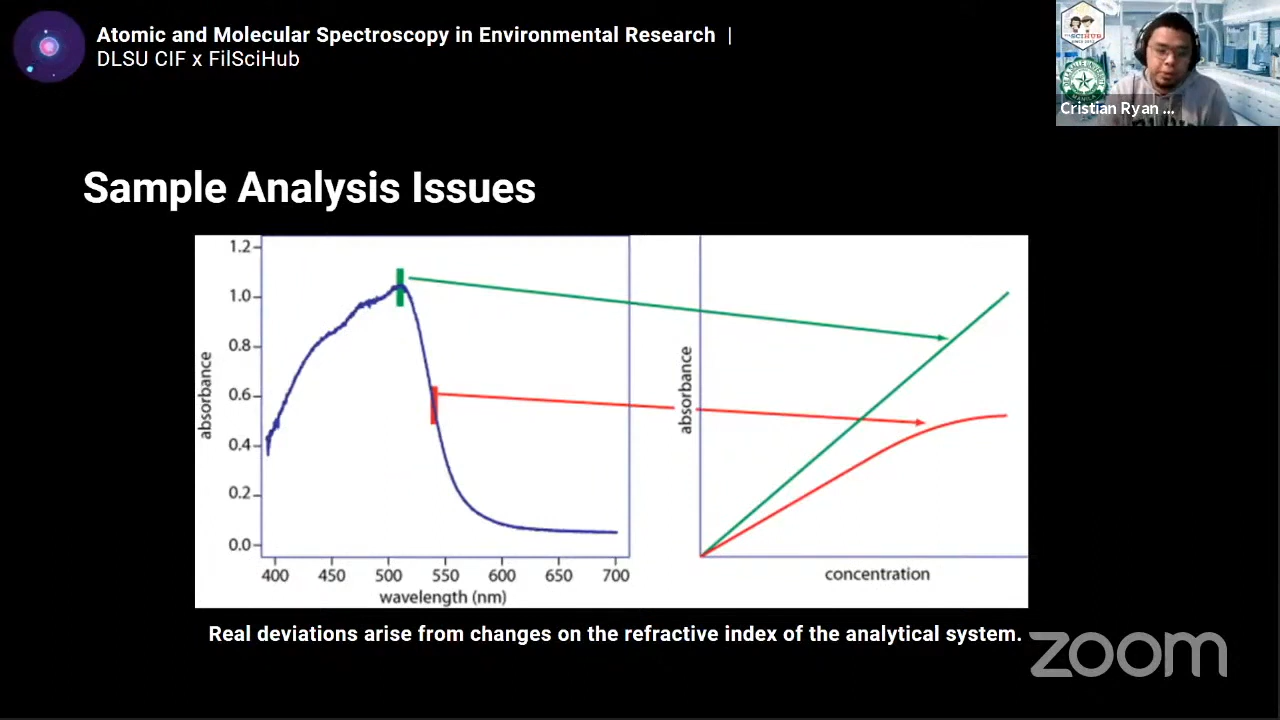 Atomic and Molecular Spectroscopy in Environmental Research |
DLSU CIF x FilSciHub
Cristian Ryan ...
Sample Analysis Issues
1.2
1.0
0.8
0.6
0.4
0.2
0.0
absorbance
400 450 500 550 600 650 700
wavelength (nm)
absorbance
concentration
Real deviations arise from changes on the refractive index of the analytical system.
zoom